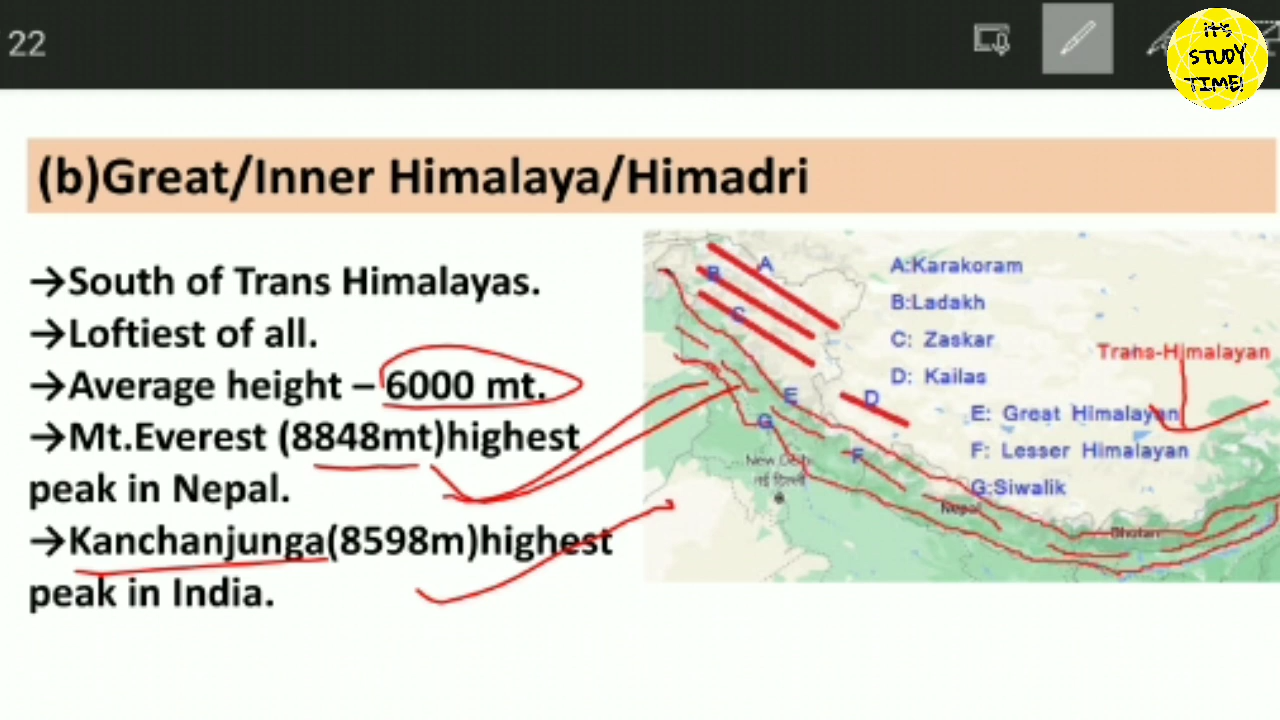 22
IT'S
STUDY
TIME!
(b)Great/Inner Himalaya/Himadri
→South of Trans Himalayas.
→Loftiest of all.
→Average height – 6000 mt.
→Mt.Everest (8848mt)highest
peak in Nepal.
→Kanchanjunga(8598m)highest
peak in India.
A
B
C
D
E
G
F
A:Karakoram
B:Ladakh
C: Zaskar
D: Kailas
Trans-Himalayan
E: Great Himalayan
F: Lesser Himalayan
G:Siwalik
New Delhi
नई दिल्ली
Nepal
Bhutan